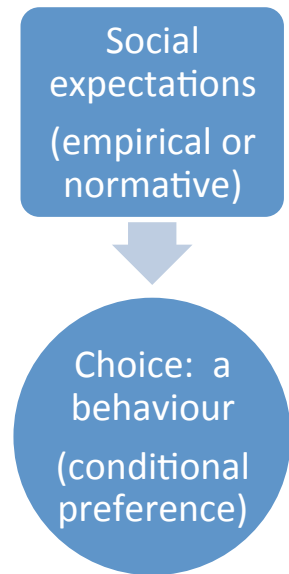 Social
expectations
(empirical or
normative)
Choice:  a
behaviour
(conditional
preference)